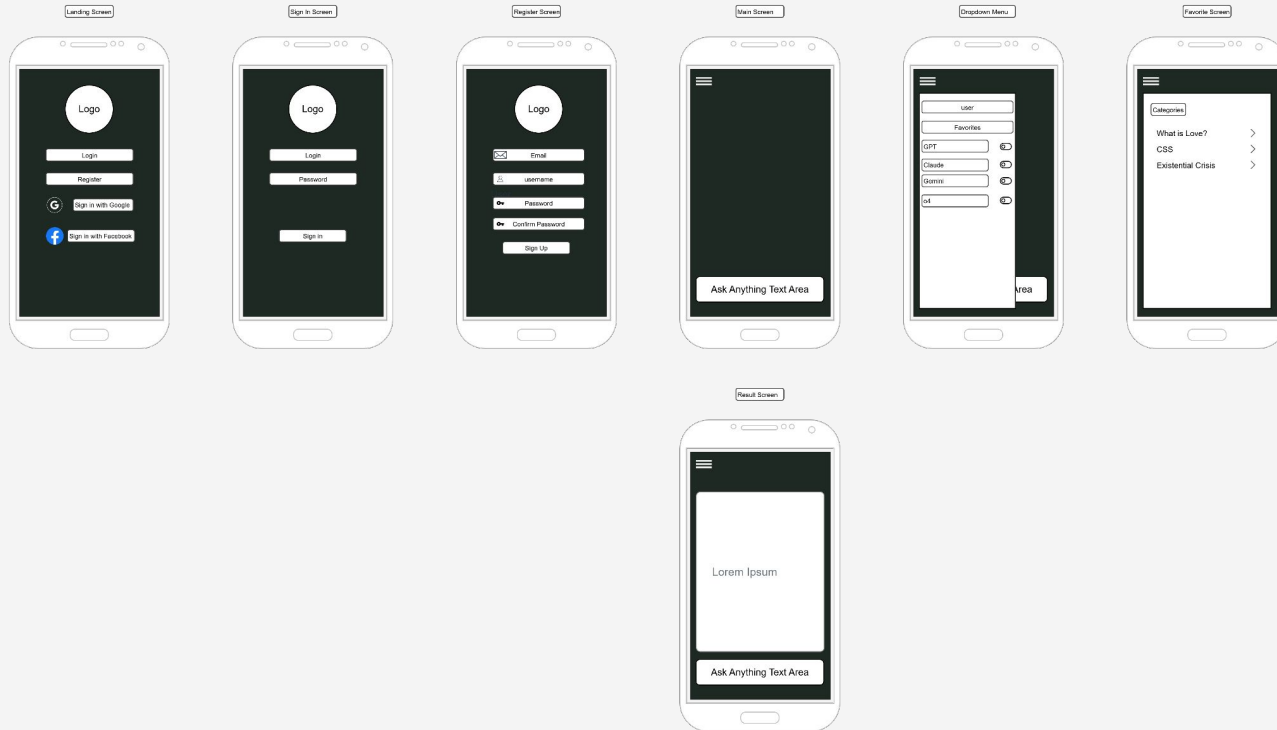 Landing Screen
Logo
Login
Register
G
Sign in with Google
f
Sign in with Facebook
Sign In Screen
Logo
Login
Password
Sign in
Register Screen
Logo
Email
username
Password
Confirm Password
Sign Up
Main Screen
Ask Anything Text Area
Dropdown Menu
user
Favorites
GPT
Claude
Gemini
o4
Area
Favorite Screen
Categories
What is Love?
CSS
Existential Crisis
Result Screen
Lorem Ipsum
Ask Anything Text Area